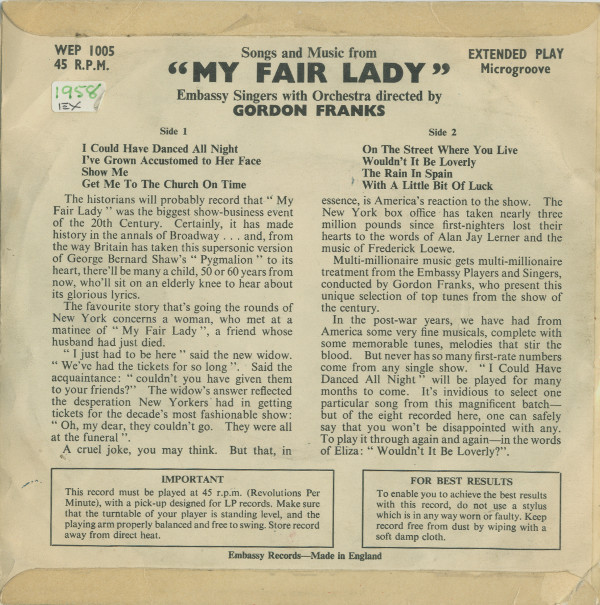 WEP 1005
45 R.P.M.
1958
EX
Songs and Music from
“MY FAIR LADY”
Embassy Singers with Orchestra directed by
GORDON FRANKS
EXTENDED PLAY
Microgroove
Side 1
I Could Have Danced All Night
I've Grown Accustomed to Her Face
Show Me
Get Me To The Church On Time
Side 2
On The Street Where You Live
Wouldn't It Be Loverly
The Rain In Spain
With A Little Bit Of Luck
The historians will probably record that “ My
Fair Lady ” was the biggest show-business event
of the 20th Century. Certainly, it has made
history in the annals of Broadway . . . and, from
the way Britain has taken this supersonic version
of George Bernard Shaw's “ Pygmalion ” to its
heart, there'll be many a child, 50 or 60 years from
now, who'll sit on an elderly knee to hear about
its glorious lyrics.
The favourite story that's going the rounds of
New York concerns a woman, who met at a
matinee of “ My Fair Lady ”, a friend whose
husband had just died.
“ I just had to be here ” said the new widow.
“ We've had the tickets for so long ”. Said the
acquaintance: “ couldn't you have given them
to your friends?” The widow's answer reflected
the desperation New Yorkers had in getting
tickets for the decade's most fashionable show:
“ Oh, my dear, they couldn't go. They were all
at the funeral ”.
A cruel joke, you may think. But that, in
essence, is America's reaction to the show. The
New York box office has taken nearly three
million pounds since first-nighters lost their
hearts to the words of Alan Jay Lerner and the
music of Frederick Loewe.
Multi-millionaire music gets multi-millionaire
treatment from the Embassy Players and Singers,
conducted by Gordon Franks, who present this
unique selection of top tunes from the show of
the century.
In the post-war years, we have had from
America some very fine musicals, complete with
some memorable tunes, melodies that stir the
blood. But never has so many first-rate numbers
come from any single show. “ I Could Have
Danced All Night ” will be played for many
months to come. It's invidious to select one
particular song from this magnificent batch—
but of the eight recorded here, one can safely
say that you won't be disappointed with any.
To play it through again and again—in the words
of Eliza: “ Wouldn't It Be Loverly?”.
IMPORTANT
This record must be played at 45 r.p.m. (Revolutions Per
Minute), with a pick-up designed for LP records. Make sure
that the turntable of your player is standing level, and the
playing arm properly balanced and free to swing. Store record
away from direct heat.
FOR BEST RESULTS
To enable you to achieve the best results
with this record, do not use a stylus
which is in any way worn or faulty. Keep
record free from dust by wiping with a
soft damp cloth.
Embassy Records—Made in England